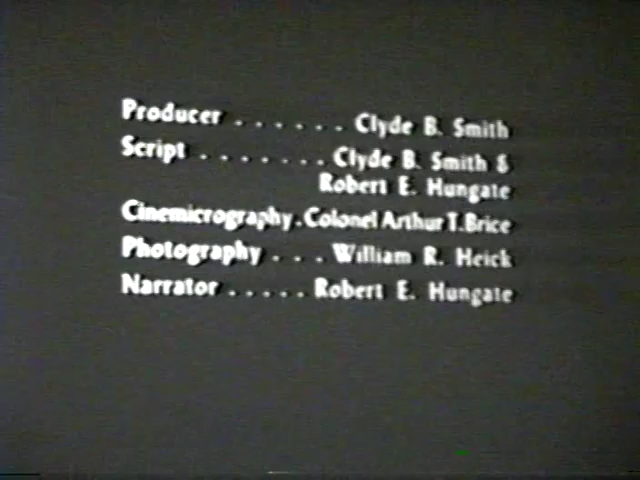 Producer . . . . . . Clyde B. Smith
Script . . . . . . . Clyde B. Smith &
Robert E. Hungate
Cinemicrography . Colonel Arthur T. Brice
Photography . . . William R. Heick
Narrator . . . . . Robert E. Hungate